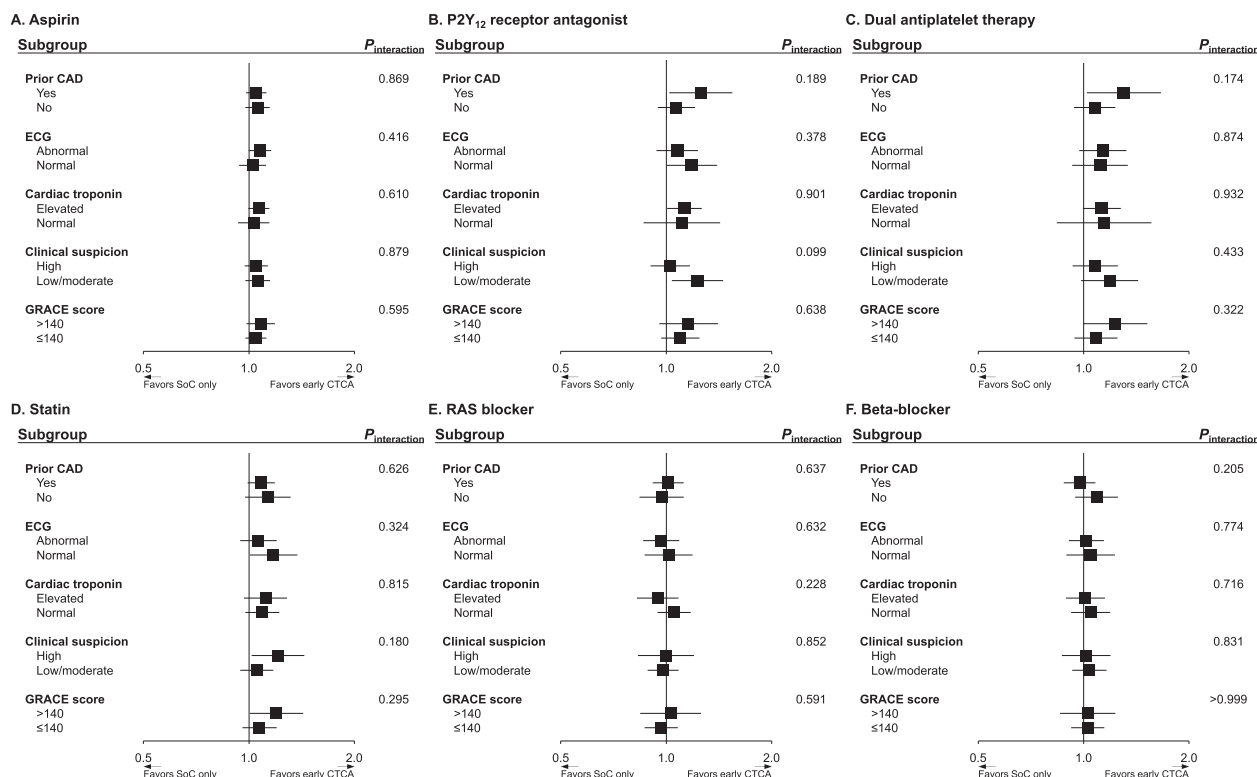 A. Aspirin
Subgroup P interaction
Prior CAD 0.869
Yes
No
ECG 0.416
Abnormal
Normal
Cardiac troponin 0.610
Elevated
Normal
Clinical suspicion 0.879
High
Low/moderate
GRACE score 0.595
>140
≤140
0.5 1.0 2.0
Favors SoC only Favors early CTCA
B. P2Y12 receptor antagonist
Subgroup P interaction
Prior CAD 0.189
Yes
No
ECG 0.378
Abnormal
Normal
Cardiac troponin 0.901
Elevated
Normal
Clinical suspicion 0.099
High
Low/moderate
GRACE score 0.638
>140
≤140
0.5 1.0 2.0
Favors SoC only Favors early CTCA
C. Dual antiplatelet therapy
Subgroup P interaction
Prior CAD 0.174
Yes
No
ECG 0.874
Abnormal
Normal
Cardiac troponin 0.932
Elevated
Normal
Clinical suspicion 0.433
High
Low/moderate
GRACE score 0.322
>140
≤140
0.5 1.0 2.0
Favors SoC only Favors early CTCA
D. Statin
Subgroup P interaction
Prior CAD 0.626
Yes
No
ECG 0.324
Abnormal
Normal
Cardiac troponin 0.815
Elevated
Normal
Clinical suspicion 0.180
High
Low/moderate
GRACE score 0.295
>140
≤140
0.5 1.0 2.0
Favors SoC only Favors early CTCA
E. RAS blocker
Subgroup P interaction
Prior CAD 0.637
Yes
No
ECG 0.632
Abnormal
Normal
Cardiac troponin 0.228
Elevated
Normal
Clinical suspicion 0.852
High
Low/moderate
GRACE score 0.591
>140
≤140
0.5 1.0 2.0
Favors SoC only Favors early CTCA
F. Beta-blocker
Subgroup P interaction
Prior CAD 0.205
Yes
No
ECG 0.774
Abnormal
Normal
Cardiac troponin 0.716
Elevated
Normal
Clinical suspicion 0.831
High
Low/moderate
GRACE score >0.999
>140
≤140
0.5 1.0 2.0
Favors SoC only Favors early CTCA